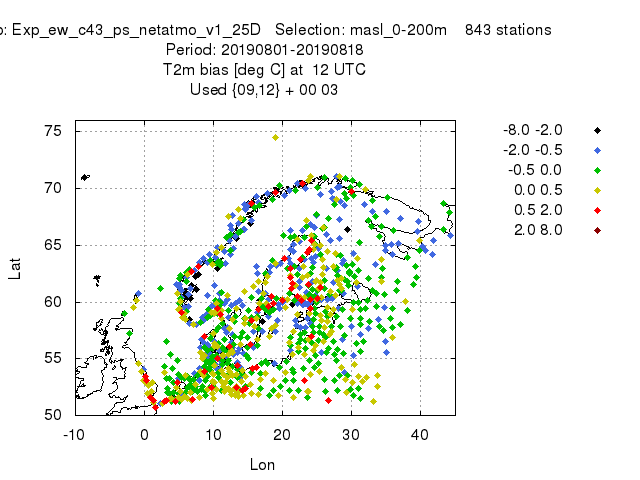 : Exp_ew_c43_ps_netatmo_v1_25D Selection: masl_0-200m 843 stations
Period: 20190801-20190818
T2m bias [deg C] at 12 UTC
Used {09,12} + 00 03
75
70
65
60
55
50
-10 0 10 20 30 40
Lat
Lon
-8.0 -2.0
-2.0 -0.5
-0.5 0.0
0.0 0.5
0.5 2.0
2.0 8.0